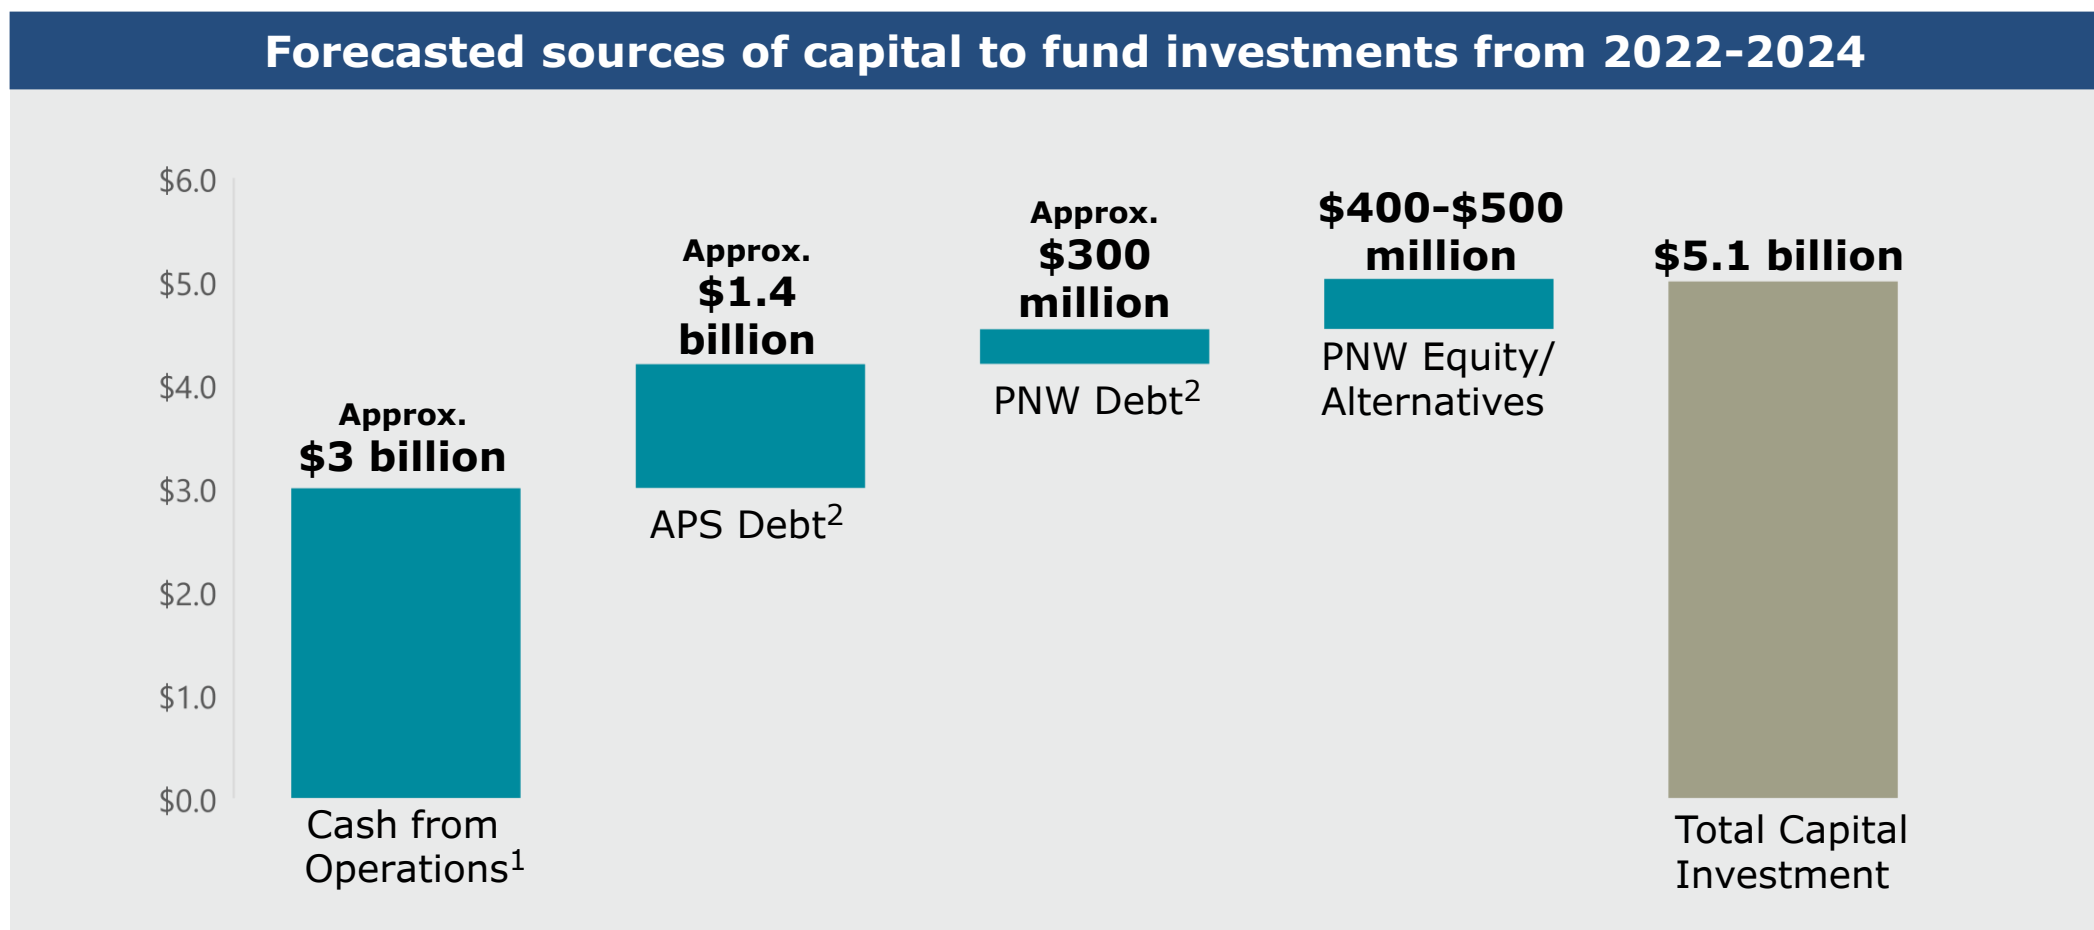 Forecasted sources of capital to fund investments from 2022-2024
$6.0
$5.0
$4.0
$3.0
$2.0
$1.0
$0.0
Approx.
$3 billion
Cash from
Operations¹
Approx.
$1.4
billion
APS Debt²
Approx.
$300
million
PNW Debt²
$400-$500
million
PNW Equity/
Alternatives
$5.1 billion
Total Capital
Investment